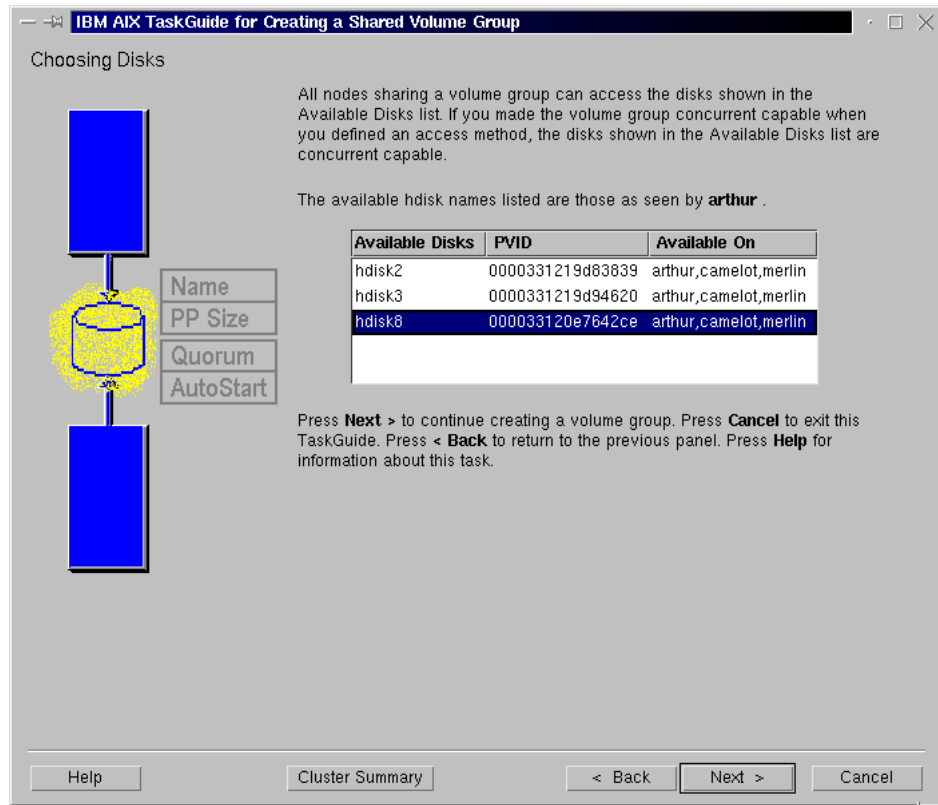 IBM AIX TaskGuide for Creating a Shared Volume Group
Choosing Disks
All nodes sharing a volume group can access the disks shown in the
Available Disks list. If you made the volume group concurrent capable when
you defined an access method, the disks shown in the Available Disks list are
concurrent capable.
The available hdisk names listed are those as seen by arthur .
Available Disks PVID Available On
hdisk2 0000331219d83839 arthur,camelot,merlin
hdisk3 0000331219d94620 arthur,camelot,merlin
hdisk8 000033120e7642ce arthur,camelot,merlin
Name
PP Size
Quorum
AutoStart
Press Next > to continue creating a volume group. Press Cancel to exit this
TaskGuide. Press < Back to return to the previous panel. Press Help for
information about this task.
Help Cluster Summary < Back Next > Cancel